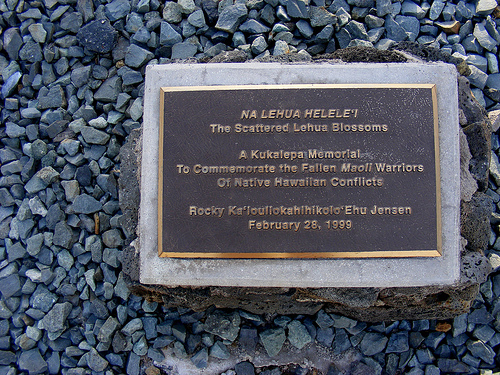 NA LEHUA HELELE'I
The Scattered Lehua Blossoms
A Kukalepa Memorial
To Commemorate the Fallen Maoli Warriors
Of Native Hawaiian Conflicts
Rocky Ka'iouliokahihikolo'Ehu Jensen
February 28, 1999